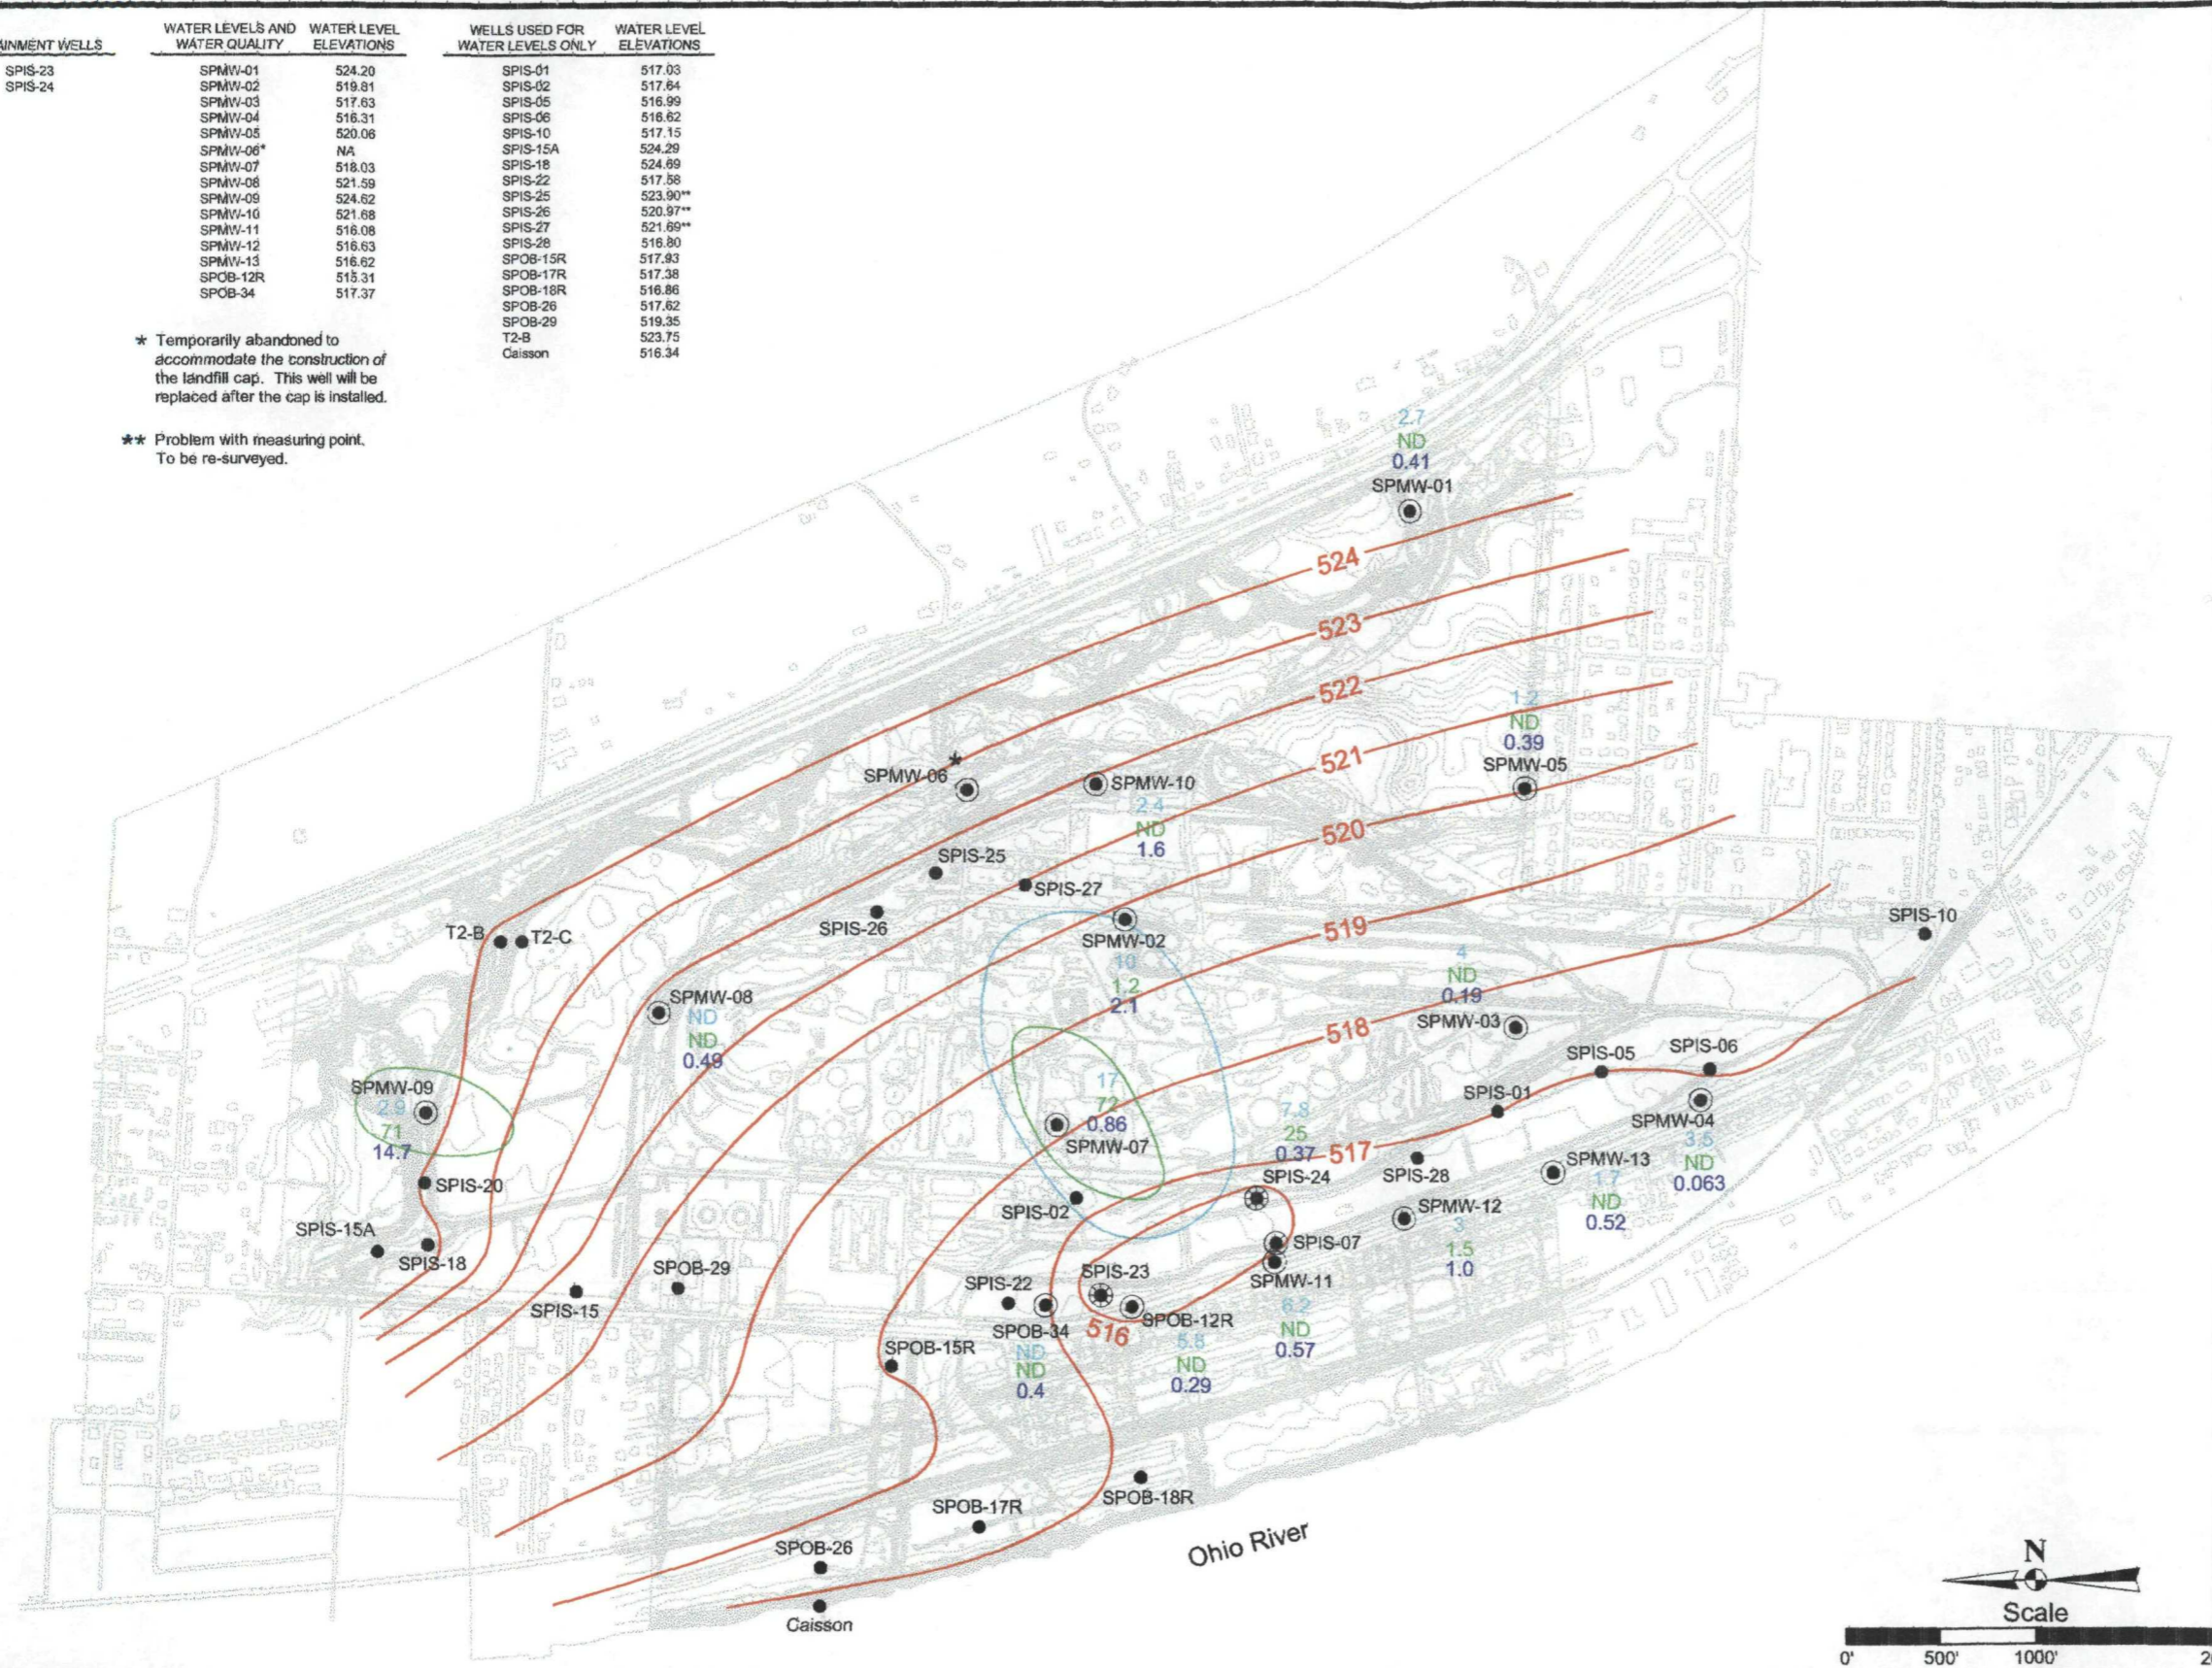 AINMENT WELLS
SPIS-23
SPIS-24
WATER LEVELS AND WATER LEVEL
WATER QUALITY ELEVATIONS
SPMW-01 524.20
SPMW-02 519.81
SPMW-03 517.63
SPMW-04 516.31
SPMW-05 520.06
SPMW-06* NA
SPMW-07 518.03
SPMW-08 521.59
SPMW-09 524.62
SPMW-10 521.68
SPMW-11 516.08
SPMW-12 516.63
SPMW-13 516.62
SPOB-12R 515.31
SPOB-34 517.37
WELLS USED FOR WATER LEVEL
WATER LEVELS ONLY ELEVATIONS
SPIS-01 517.03
SPIS-02 517.64
SPIS-05 516.99
SPIS-06 516.62
SPIS-10 517.15
SPIS-15A 524.29
SPIS-18 524.69
SPIS-22 517.58
SPIS-25 523.90**
SPIS-26 520.97**
SPIS-27 521.69**
SPIS-28 516.80
SPOB-15R 517.93
SPOB-17R 517.38
SPOB-18R 516.86
SPOB-26 517.62
SPOB-29 519.35
T2-B 523.75
Caisson 516.34
* Temporarily abandoned to
accommodate the construction of
the landfill cap. This well will be
replaced after the cap is installed.
** Problem with measuring point.
To be re-surveyed.
2.7
ND
0.41
SPMW-01
524
523
522
521
520
519
518
517
516
1.2
ND
0.39
SPMW-05
*
SPMW-06
SPMW-10
2.4
ND
1.6
SPIS-25
SPIS-27
SPIS-26
SPMW-02
10
1.2
2.1
T2-B
T2-C
SPIS-10
SPMW-08
ND
ND
0.49
4
ND
0.19
SPMW-03
SPIS-05
SPIS-06
SPIS-01
SPMW-04
3.5
ND
0.063
SPMW-09
2.9
71
14.7
17
72
0.86
SPMW-07
7.8
25
0.37
SPIS-24
SPIS-28
SPMW-13
1.7
ND
0.52
SPMW-12
3
1.5
1.0
SPIS-20
SPIS-15A
SPIS-18
SPIS-02
SPIS-07
SPMW-11
6.2
ND
0.57
SPIS-15
SPOB-29
SPIS-22
SPIS-23
SPOB-34
ND
ND
0.4
SPOB-12R
5.8
ND
0.29
SPOB-15R
SPOB-17R
SPOB-18R
SPOB-26
Caisson
Ohio River
N
Scale
0' 500' 1000'